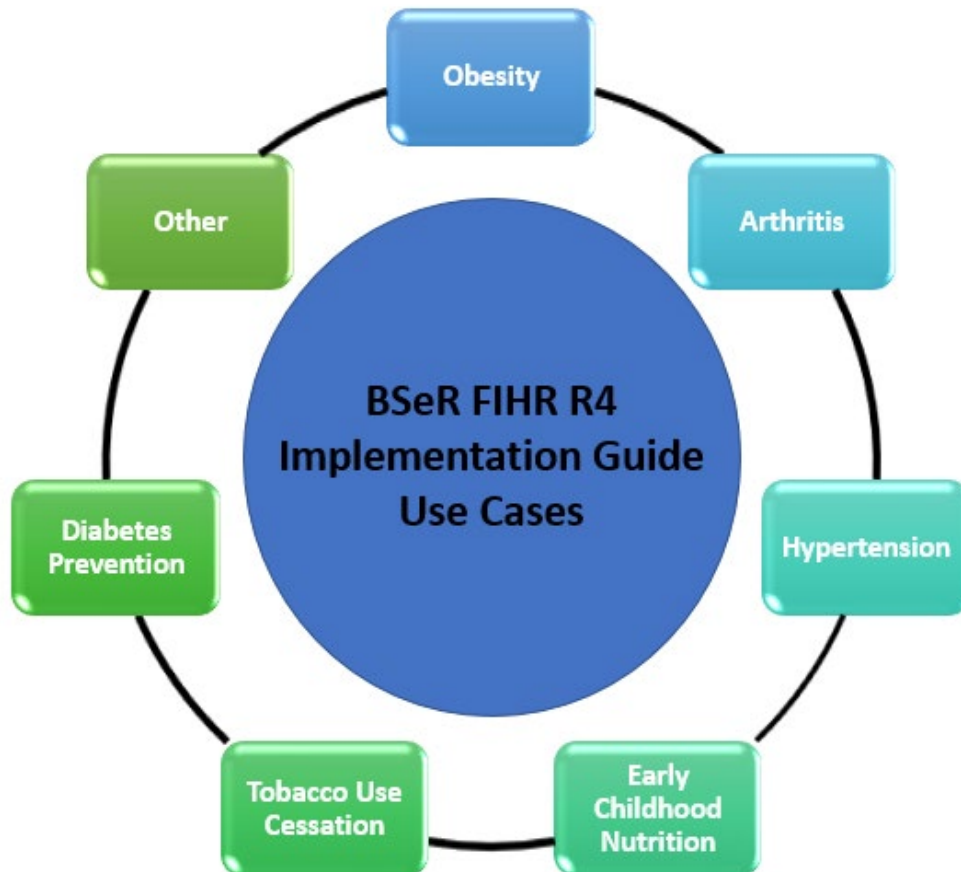 Obesity
Other
Arthritis
BSeR FIHR R4
Implementation Guide
Use Cases
Diabetes
Prevention
Hypertension
Tobacco Use
Cessation
Early
Childhood
Nutrition